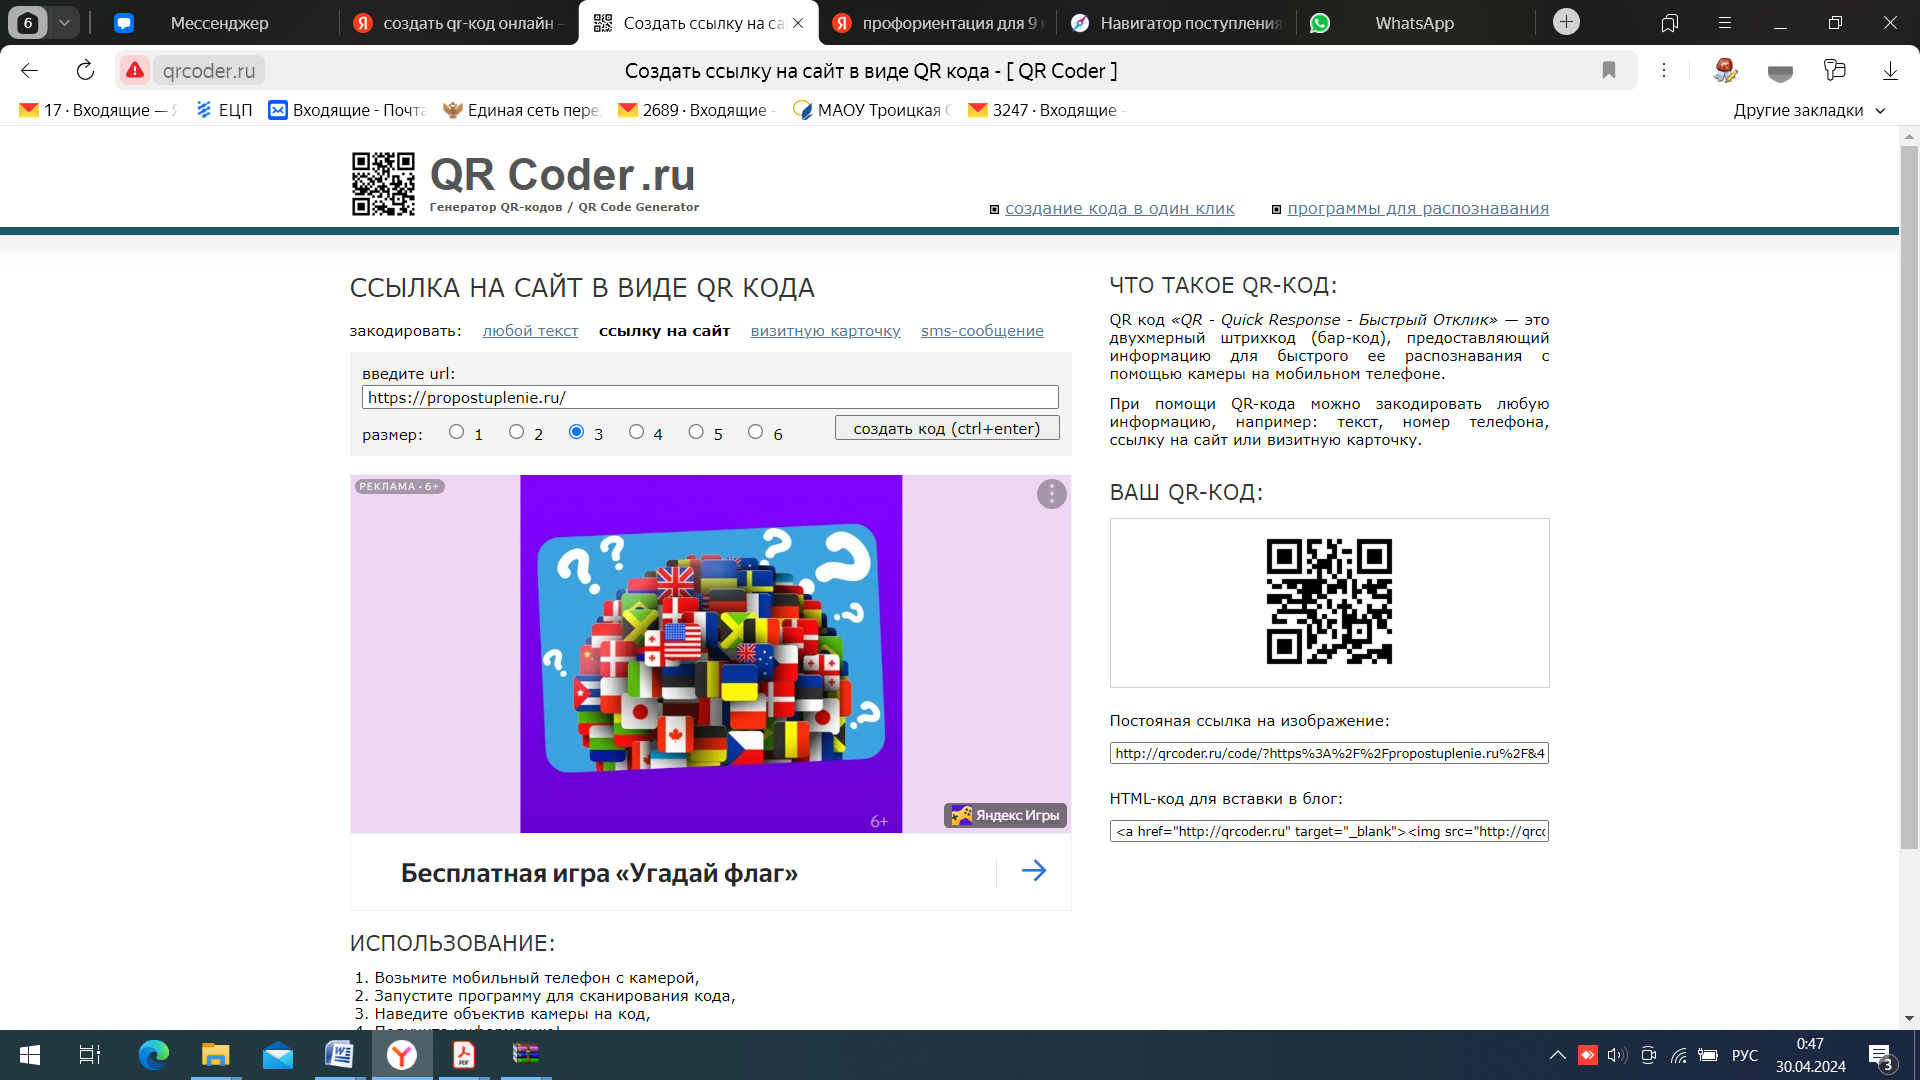 6
Мессенджер
создать qr-код онлайн –
Создать ссылку на са
профориентация для 9 к
Навигатор поступления
WhatsApp
qrcoder.ru
Создать ссылку на сайт в виде QR кода - [ QR Coder ]
17 · Входящие — Я
ЕЦП
Входящие - Почта
Единая сеть пере
2689 · Входящие -
МАОУ Троицкая С
3247 · Входящие -
Другие закладки
QR Coder.ru
Генератор QR-кодов / QR Code Generator
создание кода в один клик
программы для распознавания
ССЫЛКА НА САЙТ В ВИДЕ QR КОДА
закодировать: любой текст ссылку на сайт визитную карточку sms-сообщение
введите url:
https://propostuplenie.ru/
размер: 1 2 3 4 5 6
создать код (ctrl+enter)
РЕКЛАМА • 6+
6+
Яндекс Игры
Бесплатная игра «Угадай флаг»
ИСПОЛЬЗОВАНИЕ:
1. Возьмите мобильный телефон с камерой,
2. Запустите программу для сканирования кода,
3. Наведите объектив камеры на код,
4. Получите информацию!
ЧТО ТАКОЕ QR-КОД:
QR код «QR - Quick Response - Быстрый Отклик» — это
двухмерный штрихкод (бар-код), предоставляющий
информацию для быстрого ее распознавания с
помощью камеры на мобильном телефоне.
При помощи QR-кода можно закодировать любую
информацию, например: текст, номер телефона,
ссылку на сайт или визитную карточку.
ВАШ QR-КОД:
Постояная ссылка на изображение:
http://qrcoder.ru/code/?https%3A%2F%2Fpropostuplenie.ru%2F&4
HTML-код для вставки в блог:
<a href="http://qrcoder.ru" target="_blank"><img src="http://qrco
РУС
0:47
30.04.2024
3